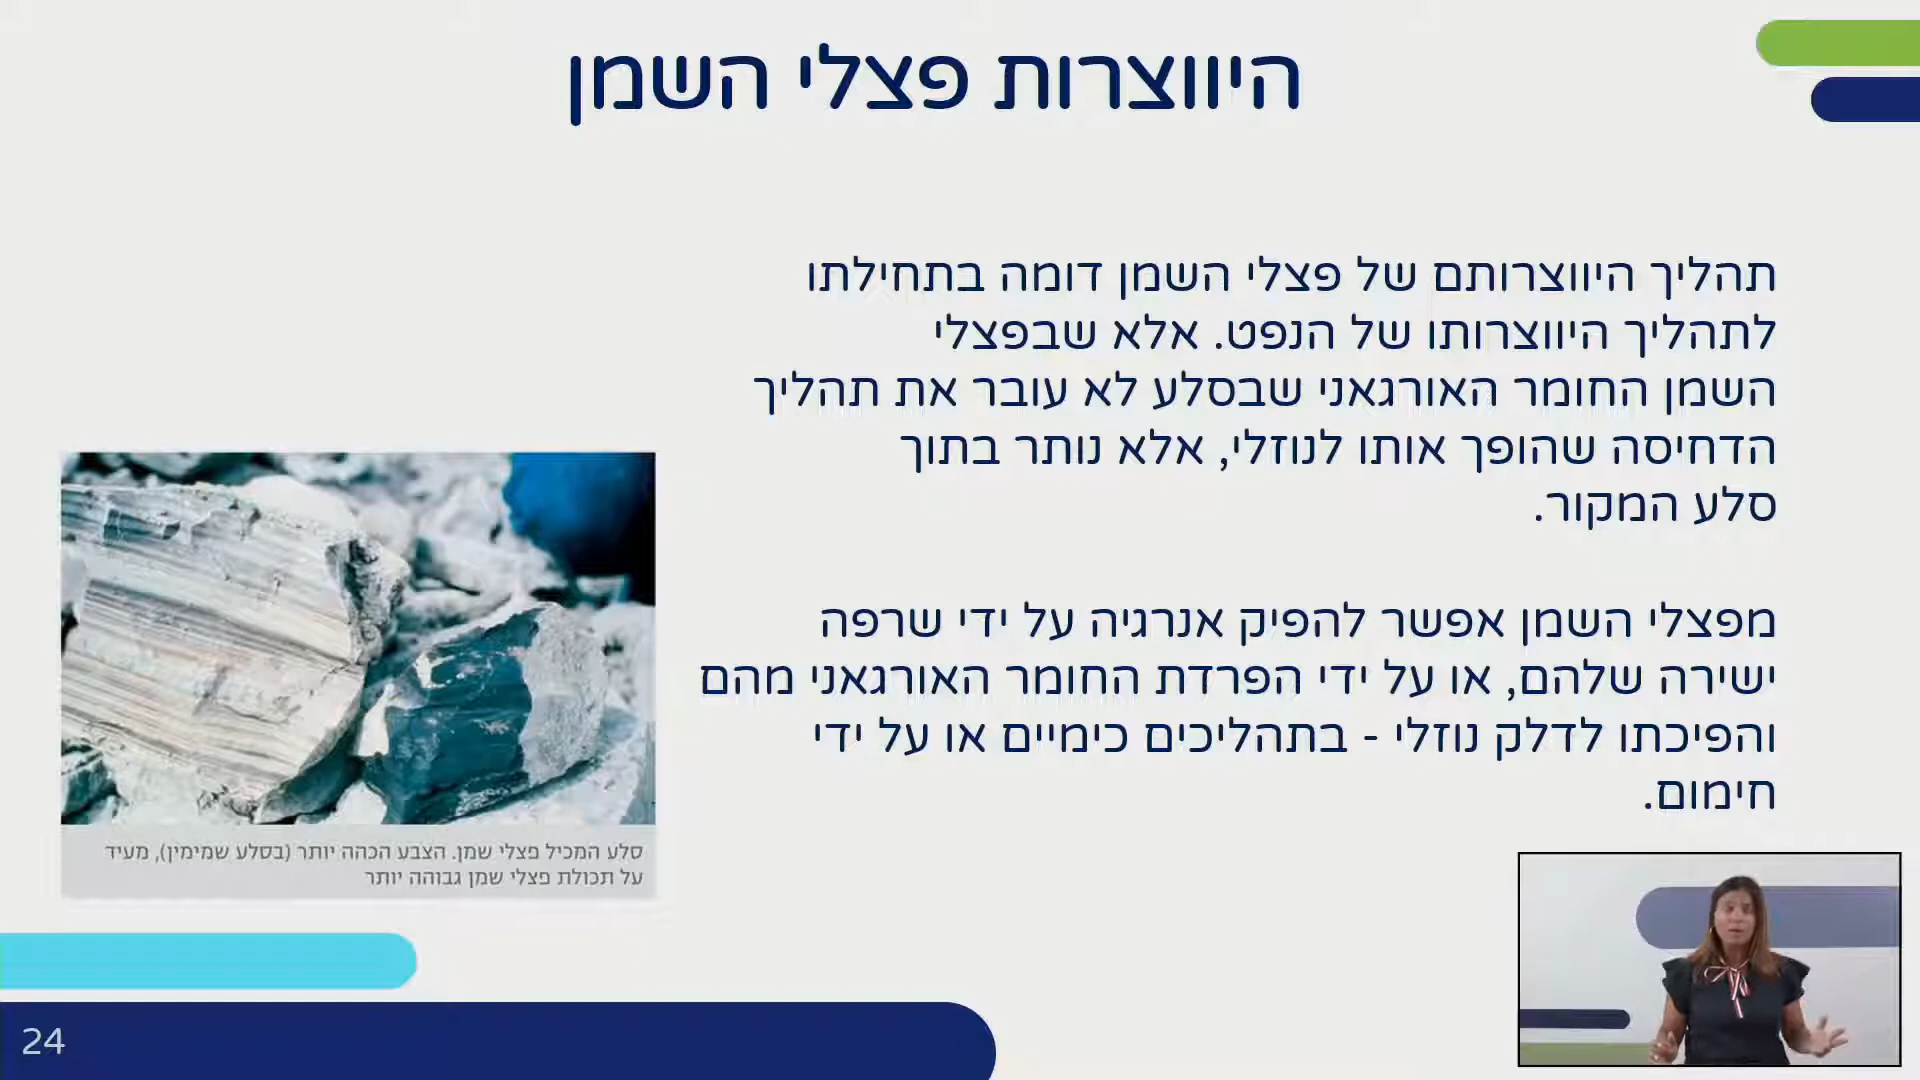 היווצרות פצלי השמן
תהליך היווצרותם של פצלי השמן דומה בתחילתו
לתהליך היווצרותו של הנפט. אלא שבפצלי
השמן החומר האורגאני שבסלע לא עובר את תהליך
הדחיסה שהופך אותו לנוזלי, אלא נותר בתוך
סלע המקור.
מפצלי השמן אפשר להפיק אנרגיה על ידי שרפה
ישירה שלהם, או על ידי הפרדת החומר האורגאני מהם
והפיכתו לדלק נוזלי - בתהליכים כימיים או על ידי
חימום.
סלע המכיל פצלי שמן. הצבע הכהה יותר (בסלע שמימין), מעיד
על תכולת פצלי שמן גבוהה יותר
24